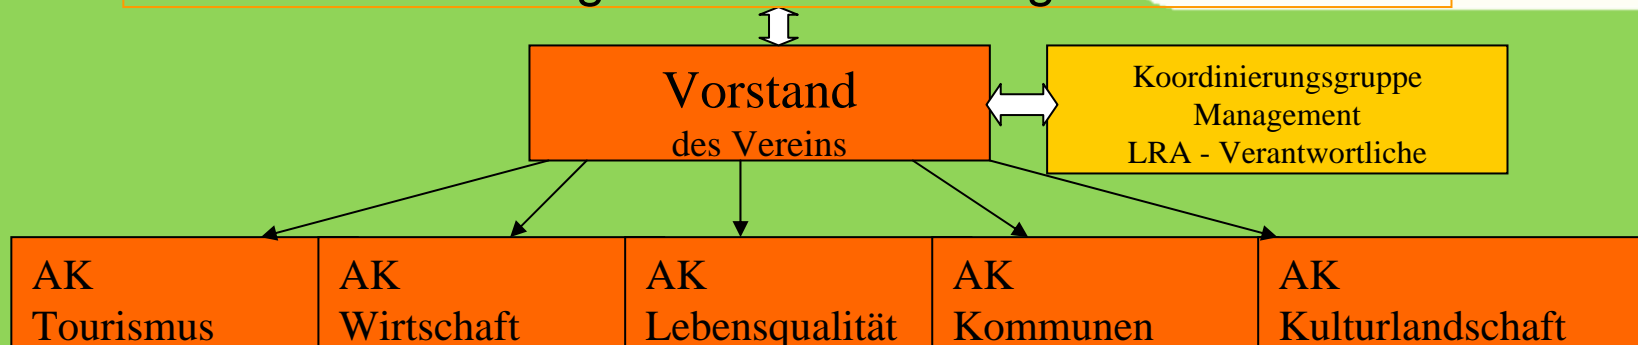 Vorstand
des Vereins
Koordinierungsgruppe
Management
LRA - Verantwortliche
AK
Tourismus
AK
Wirtschaft
AK
Lebensqualität
AK
Kommunen
AK
Kulturlandschaft